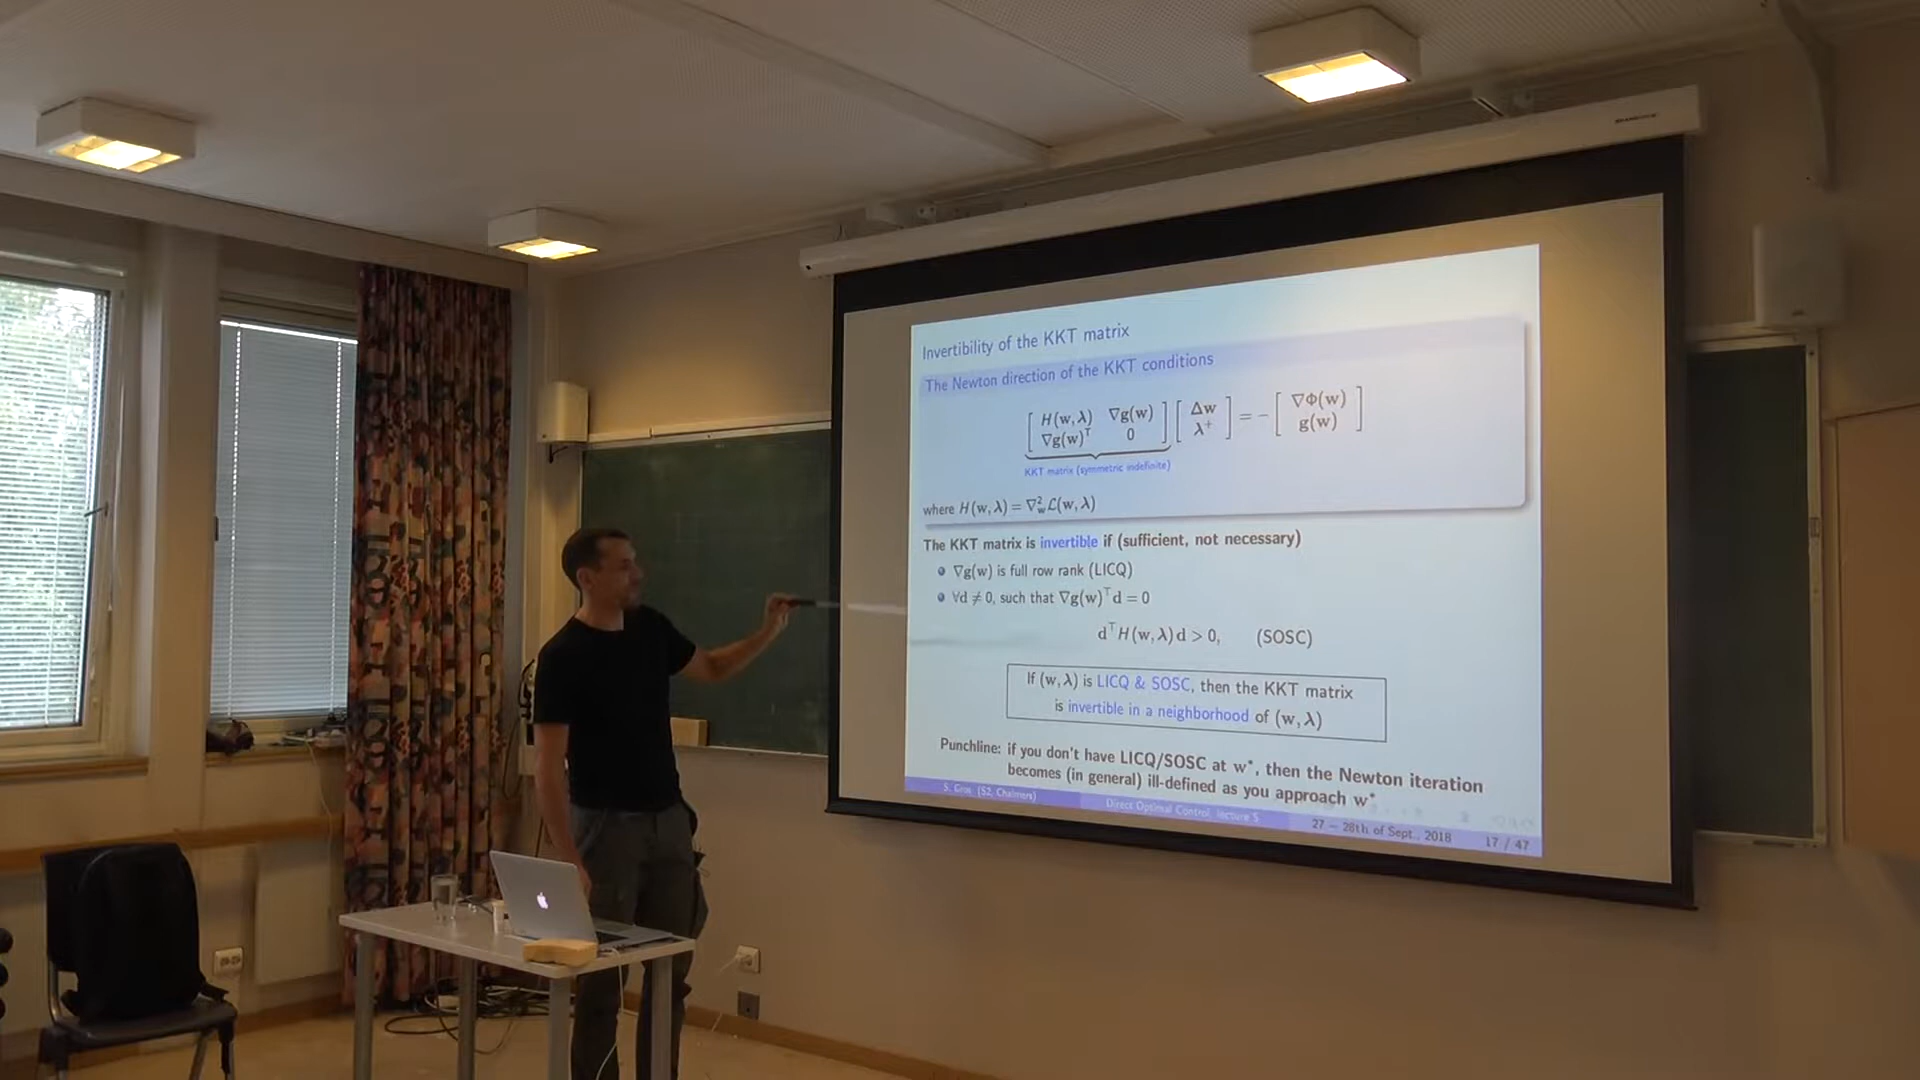 Invertibility of the KKT matrix
The Newton direction of the KKT conditions
[ H(w, λ) ∇g(w) ; ∇g(w)ᵀ 0 ] [ Δw ; λ⁺ ] = − [ ∇Φ(w) ; g(w) ]
KKT matrix (symmetric indefinite)
where H(w, λ) = ∇²_w ℒ(w, λ)
The KKT matrix is invertible if (sufficient, not necessary)
∇g(w) is full row rank (LICQ)
∀d ≠ 0, such that ∇g(w)ᵀd = 0
dᵀH(w, λ)d > 0, (SOSC)
If (w, λ) is LICQ & SOSC, then the KKT matrix
is invertible in a neighborhood of (w, λ)
Punchline: if you don't have LICQ/SOSC at w*, then the Newton iteration
becomes (in general) ill-defined as you approach w*
S. Gros (S2, Chalmers)
Direct Optimal Control, lecture 5
27 – 28th of Sept., 2018
17 / 47